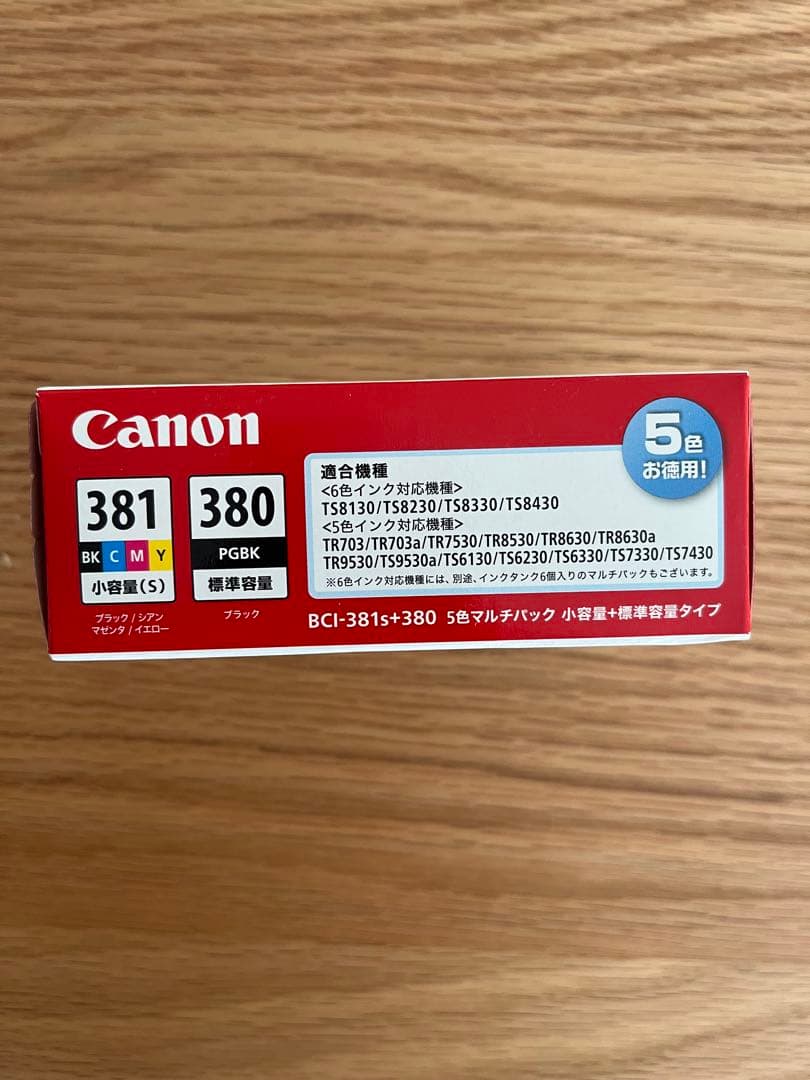 Canon
5色
お徳用!
381
BK C M Y
小容量(S)
ブラック / シアン
マゼンタ / イエロー
380
PGBK
標準容量
ブラック
適合機種
<6色インク対応機種>
TS8130/TS8230/TS8330/TS8430
<5色インク対応機種>
TR703/TR703a/TR7530/TR8530/TR8630/TR8630a
TR9530/TS9530a/TS6130/TS6230/TS6330/TS7330/TS7430
※6色インク対応機種には、別途、インクタンク6個入りのマルチパックもございます。
BCI-381s+380 5色マルチパック 小容量+標準容量タイプ